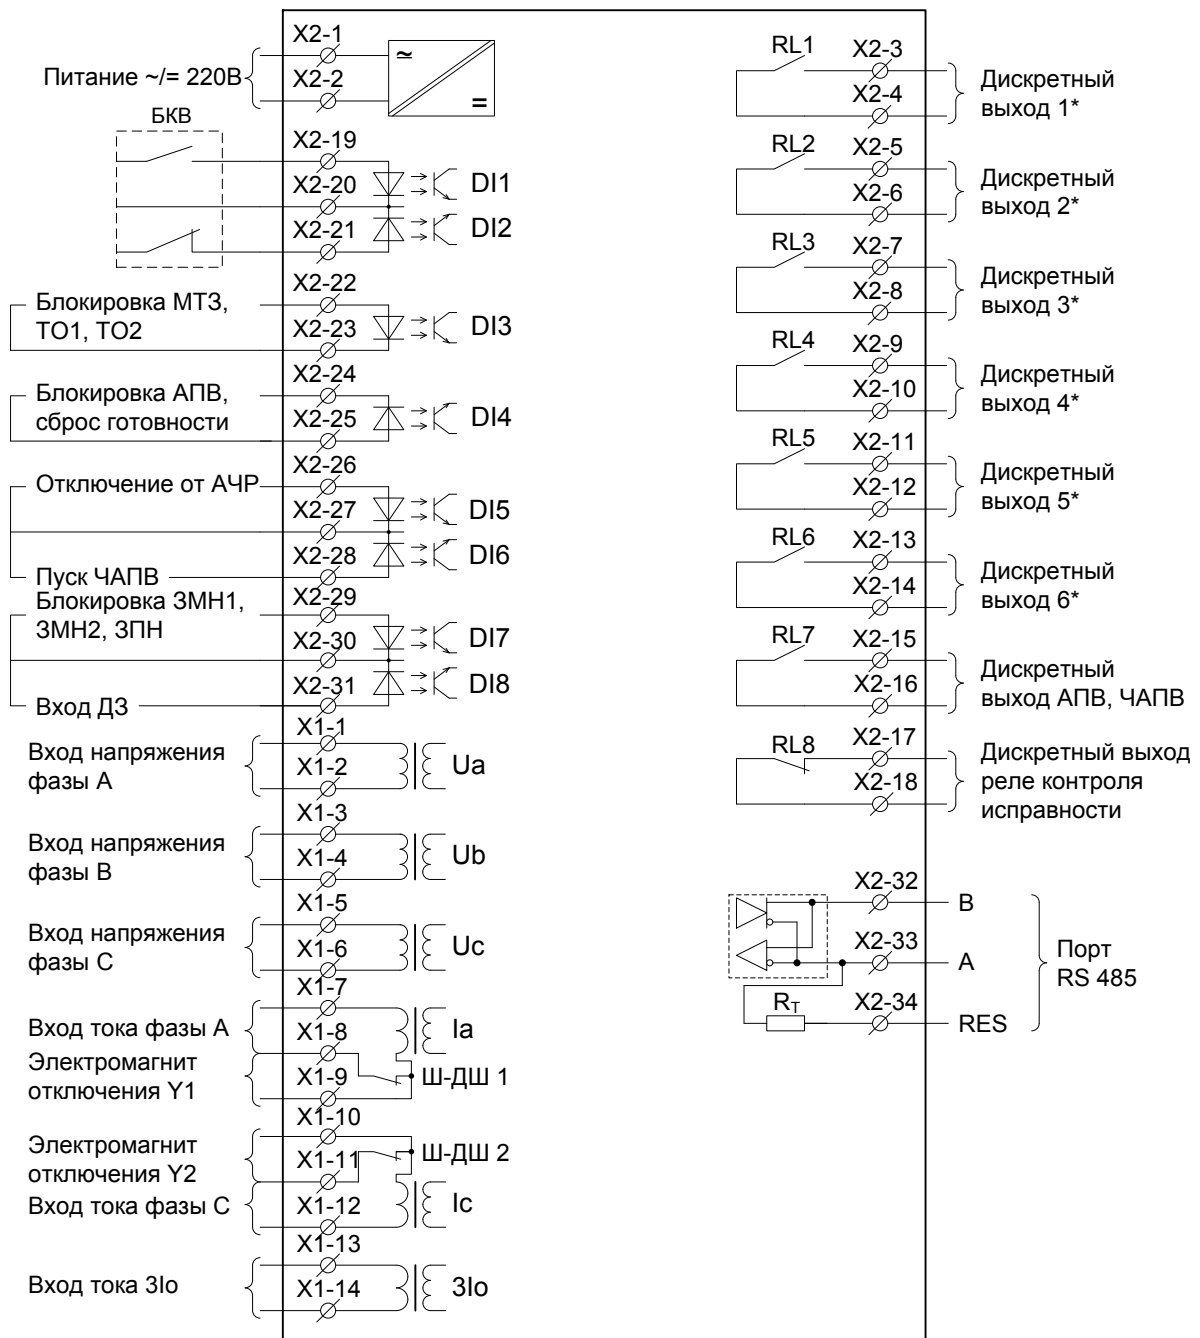 X2-1
Питание ~/= 220В
X2-2
≃
=
БКВ
X2-19
X2-20
DI1
X2-21
DI2
X2-22
Блокировка МТЗ,
ТО1, ТО2
X2-23
DI3
X2-24
Блокировка АПВ,
сброс готовности
X2-25
DI4
X2-26
Отключение от АЧР
X2-27
DI5
X2-28
DI6
Пуск ЧАПВ
X2-29
Блокировка ЗМН1,
ЗМН2, ЗПН
X2-30
DI7
X2-31
DI8
Вход ДЗ
X1-1
Вход напряжения
фазы А
X1-2
Ua
X1-3
Вход напряжения
фазы В
X1-4
Ub
X1-5
Вход напряжения
фазы С
X1-6
Uc
X1-7
Вход тока фазы А
X1-8
Ia
Электромагнит
отключения Y1
X1-9
Ш-ДШ 1
X1-10
Электромагнит
отключения Y2
X1-11
Ш-ДШ 2
Вход тока фазы С
X1-12
Ic
X1-13
Вход тока 3Io
X1-14
3Io
RL1
X2-3
X2-4
Дискретный
выход 1*
RL2
X2-5
X2-6
Дискретный
выход 2*
RL3
X2-7
X2-8
Дискретный
выход 3*
RL4
X2-9
X2-10
Дискретный
выход 4*
RL5
X2-11
X2-12
Дискретный
выход 5*
RL6
X2-13
X2-14
Дискретный
выход 6*
RL7
X2-15
X2-16
Дискретный
выход АПВ, ЧАПВ
RL8
X2-17
X2-18
Дискретный выход
реле контроля
исправности
X2-32
B
X2-33
A
RT
X2-34
RES
Порт
RS 485